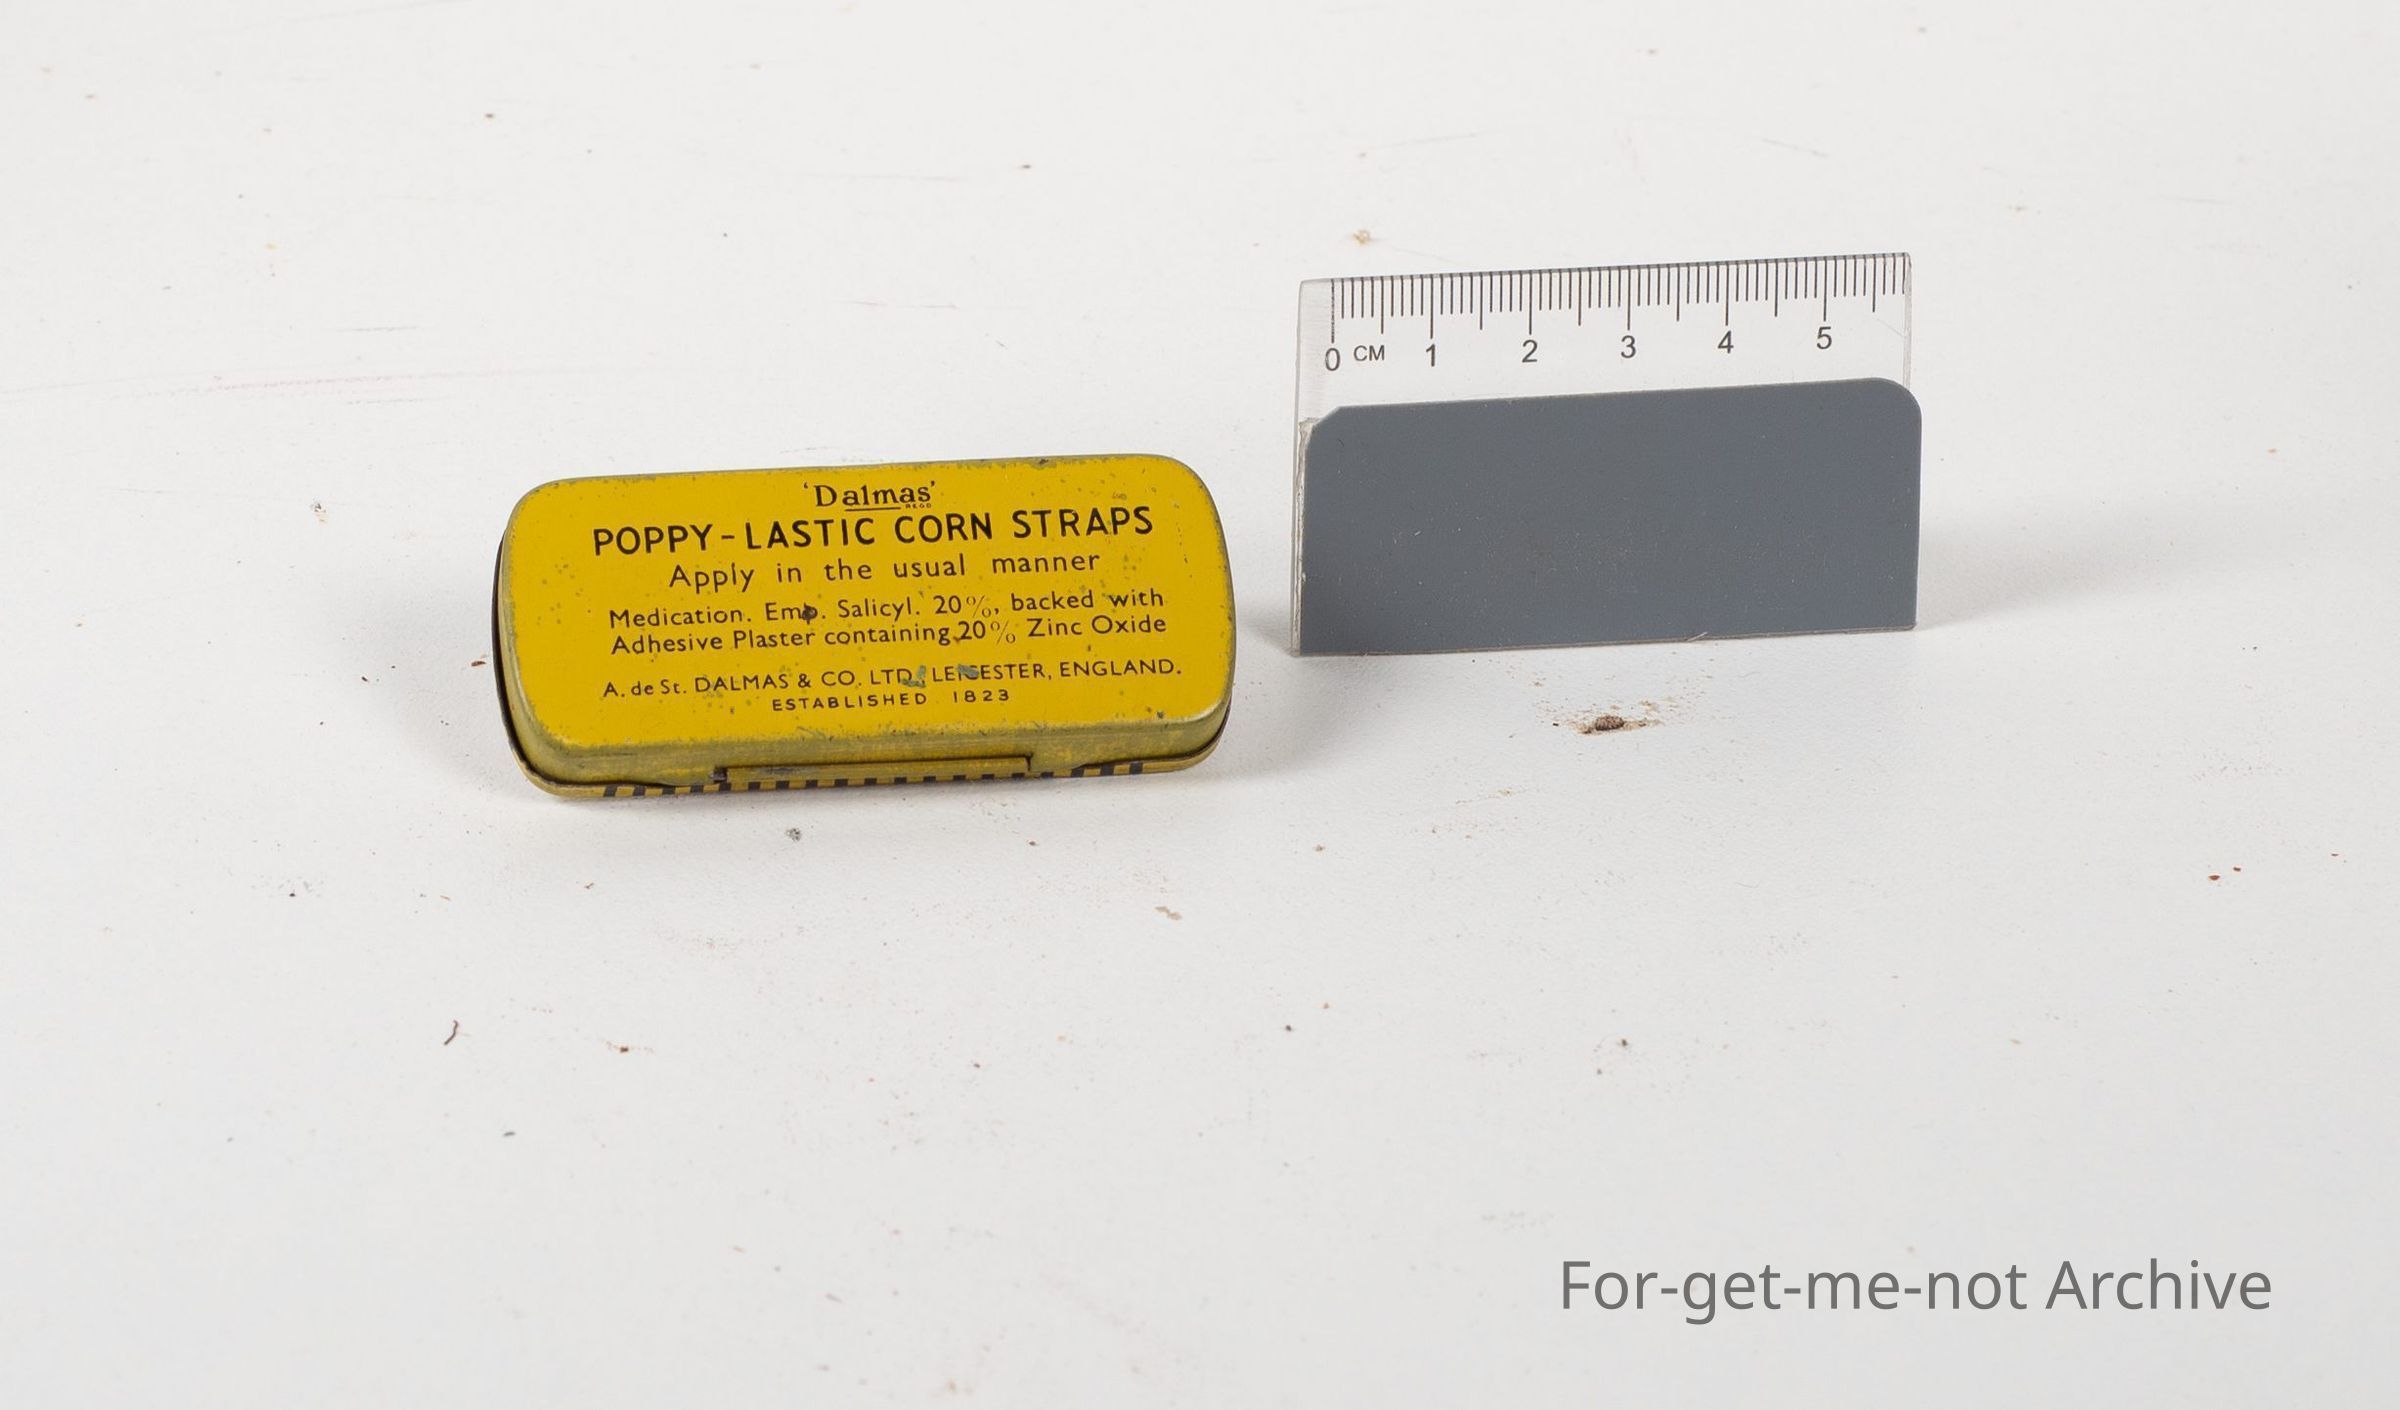 'Dalmas'
REGD
POPPY-LASTIC CORN STRAPS
Apply in the usual manner
Medication. Emp. Salicyl. 20%, backed with
Adhesive Plaster containing 20% Zinc Oxide
A. de St. DALMAS & CO. LTD., LEICESTER, ENGLAND.
ESTABLISHED 1823
0 CM 1 2 3 4 5
For-get-me-not Archive